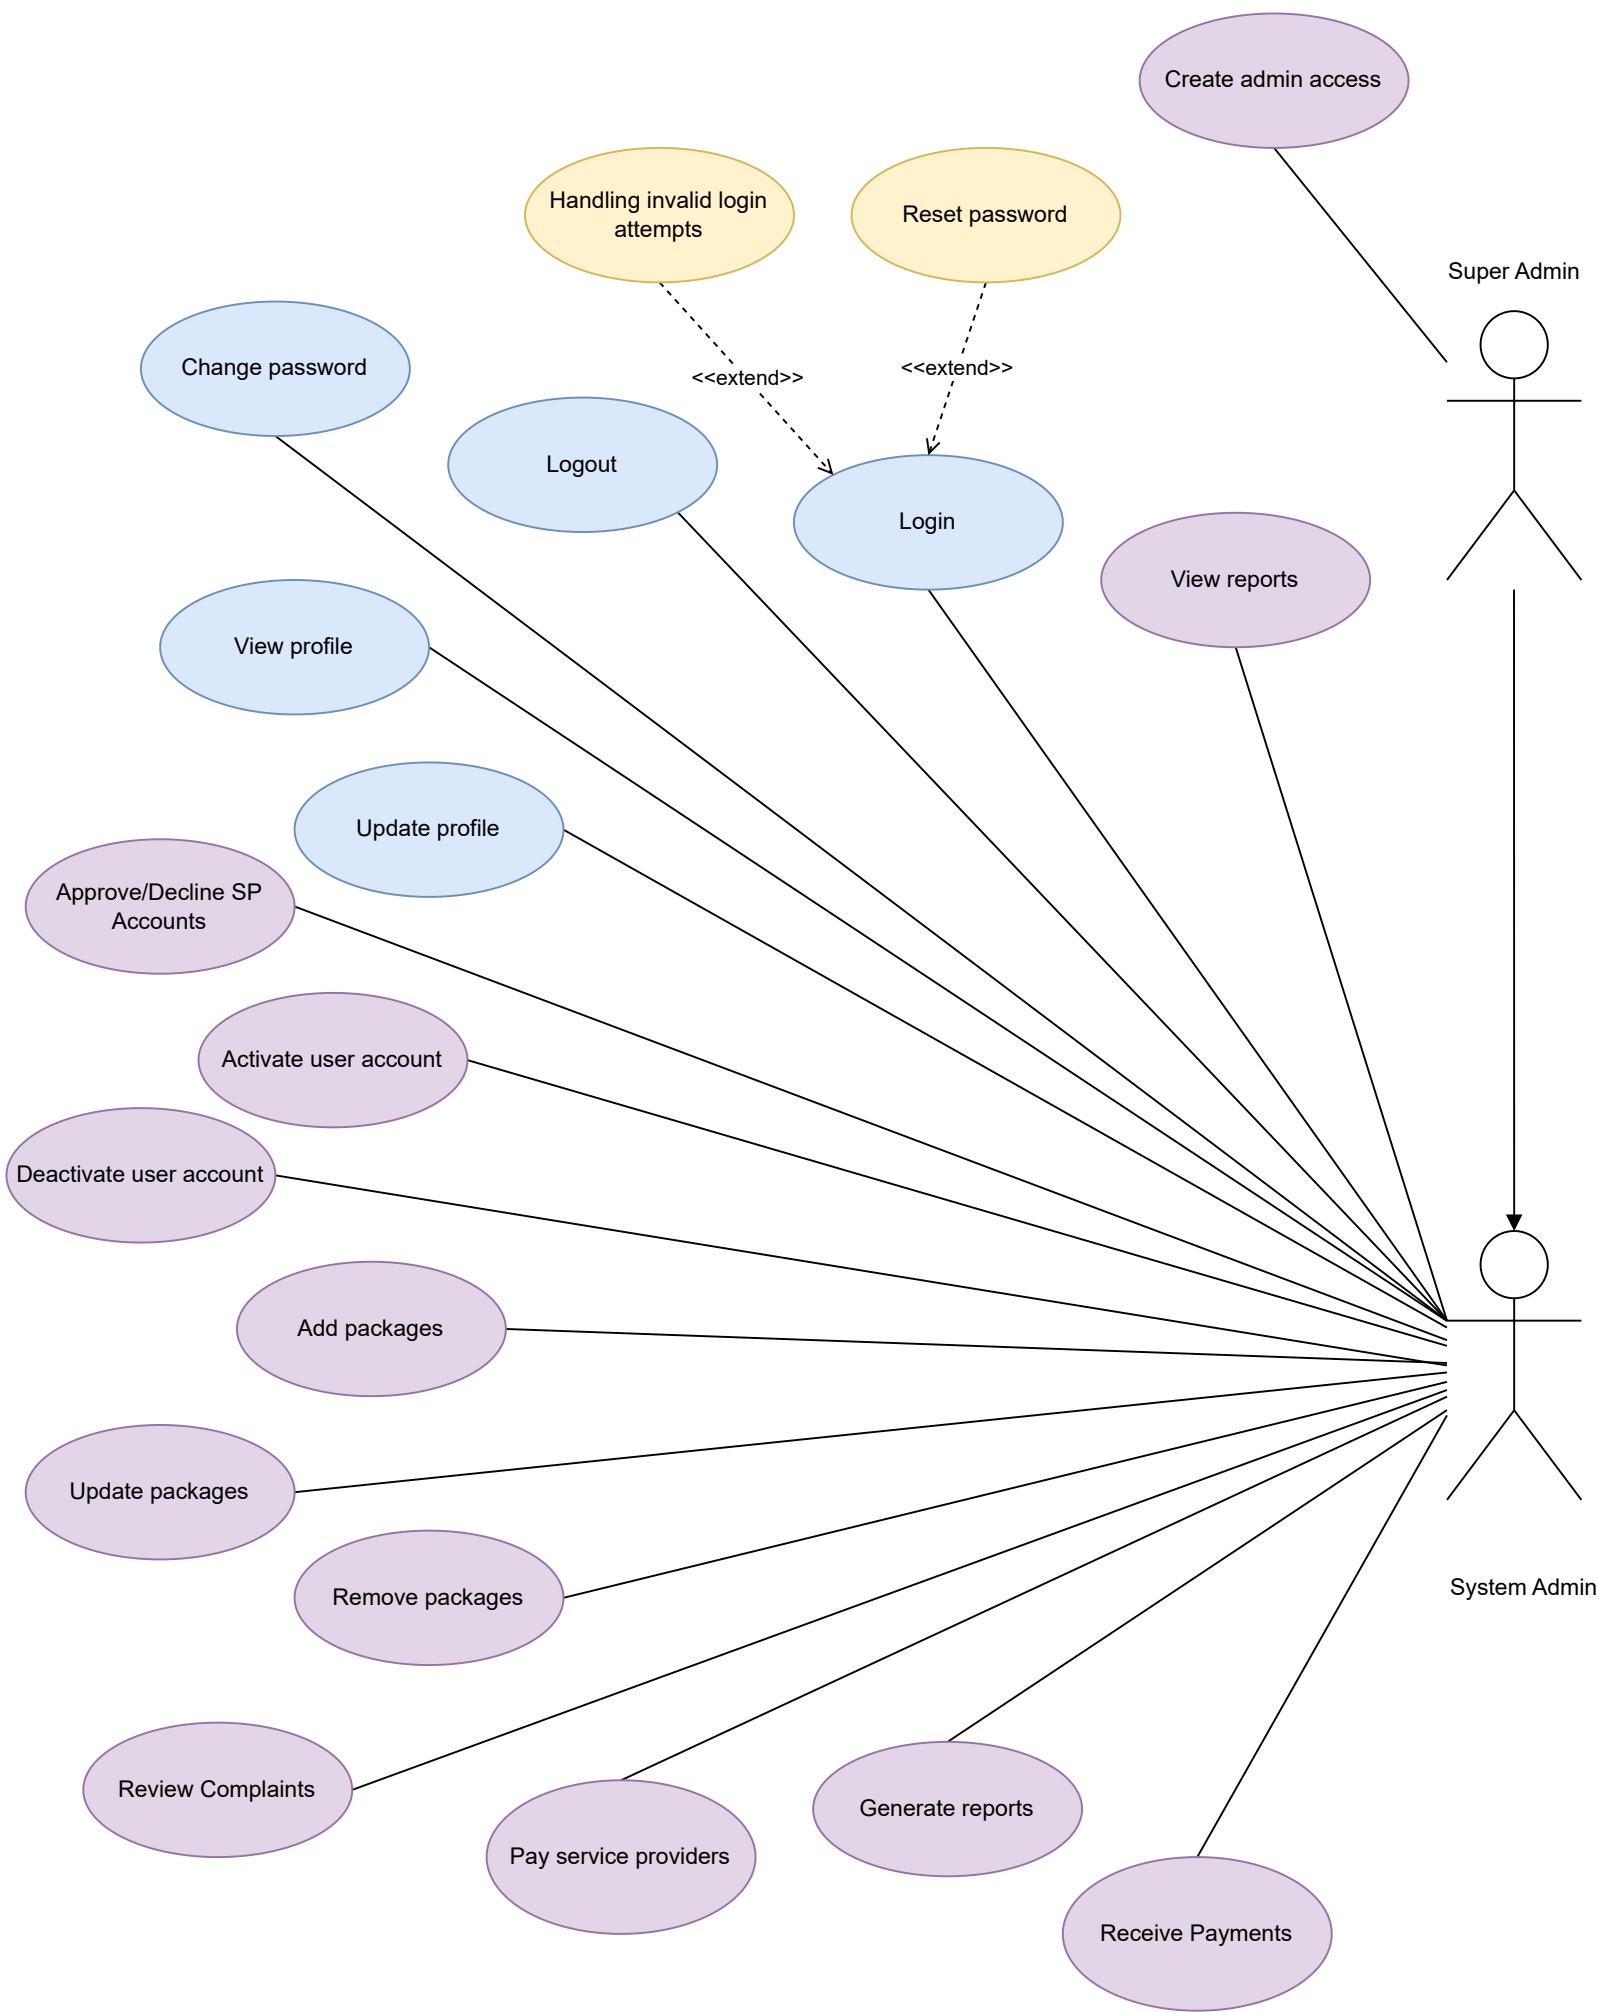 Create admin access
Handling invalid login
attempts
Reset password
Super Admin
Change password
<<extend>>
<<extend>>
Logout
Login
View reports
View profile
Update profile
Approve/Decline SP
Accounts
Activate user account
Deactivate user account
Add packages
Update packages
Remove packages
System Admin
Review Complaints
Generate reports
Pay service providers
Receive Payments